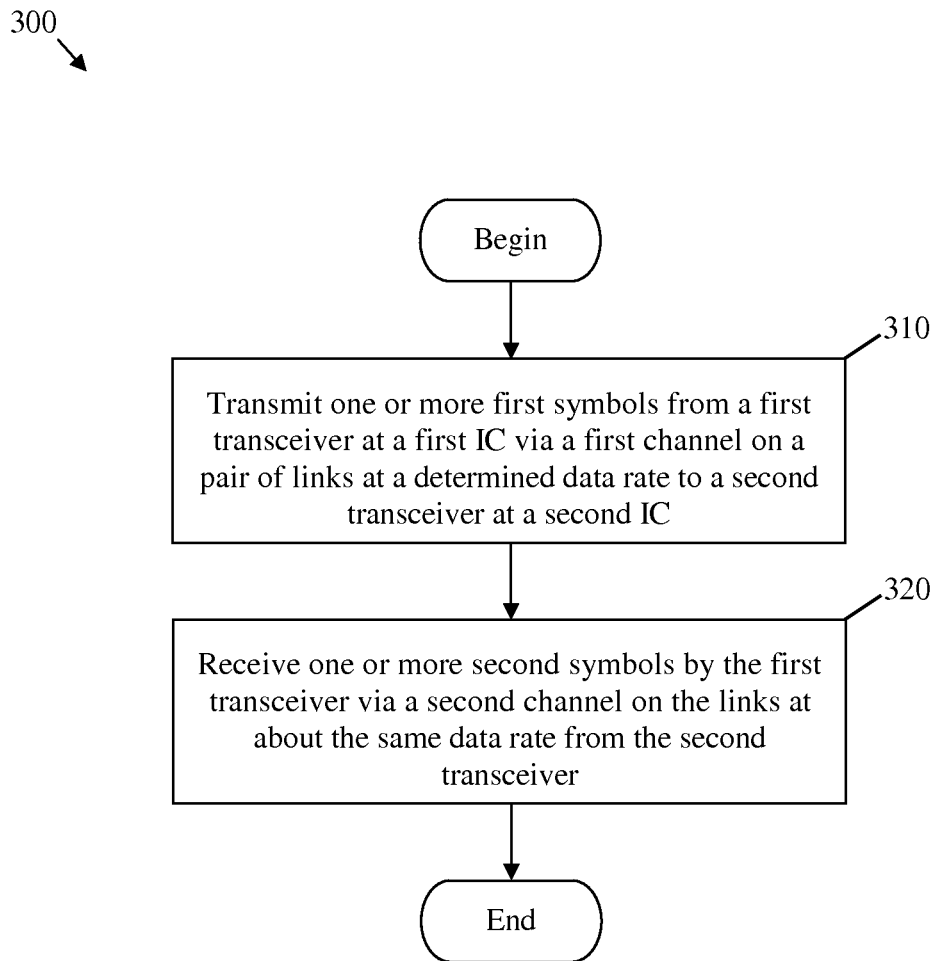 300
Begin
310
Transmit one or more first symbols from a first
transceiver at a first IC via a first channel on a
pair of links at a determined data rate to a second
transceiver at a second IC
320
Receive one or more second symbols by the first
transceiver via a second channel on the links at
about the same data rate from the second
transceiver
End